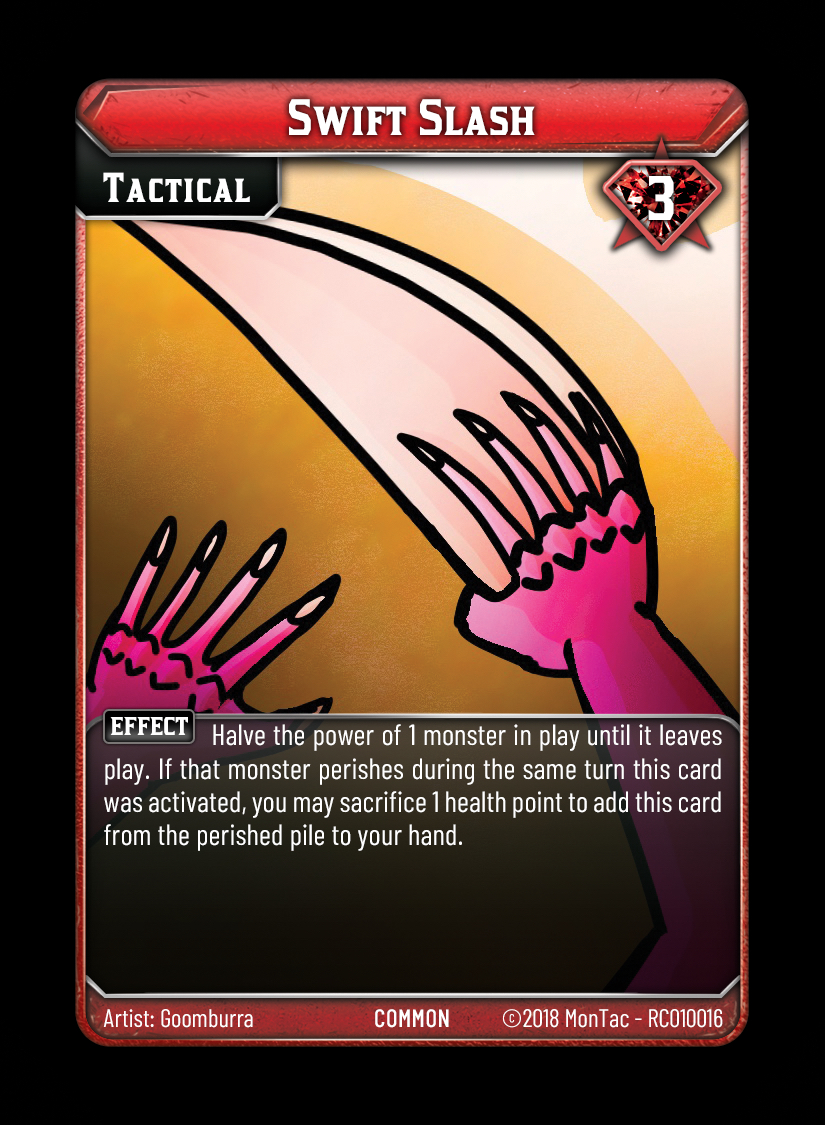 Swift Slash
Tactical
3
EFFECT Halve the power of 1 monster in play until it leaves
play. If that monster perishes during the same turn this card
was activated, you may sacrifice 1 health point to add this card
from the perished pile to your hand.
Artist: Goomburra COMMON ©2018 MonTac - RC010016